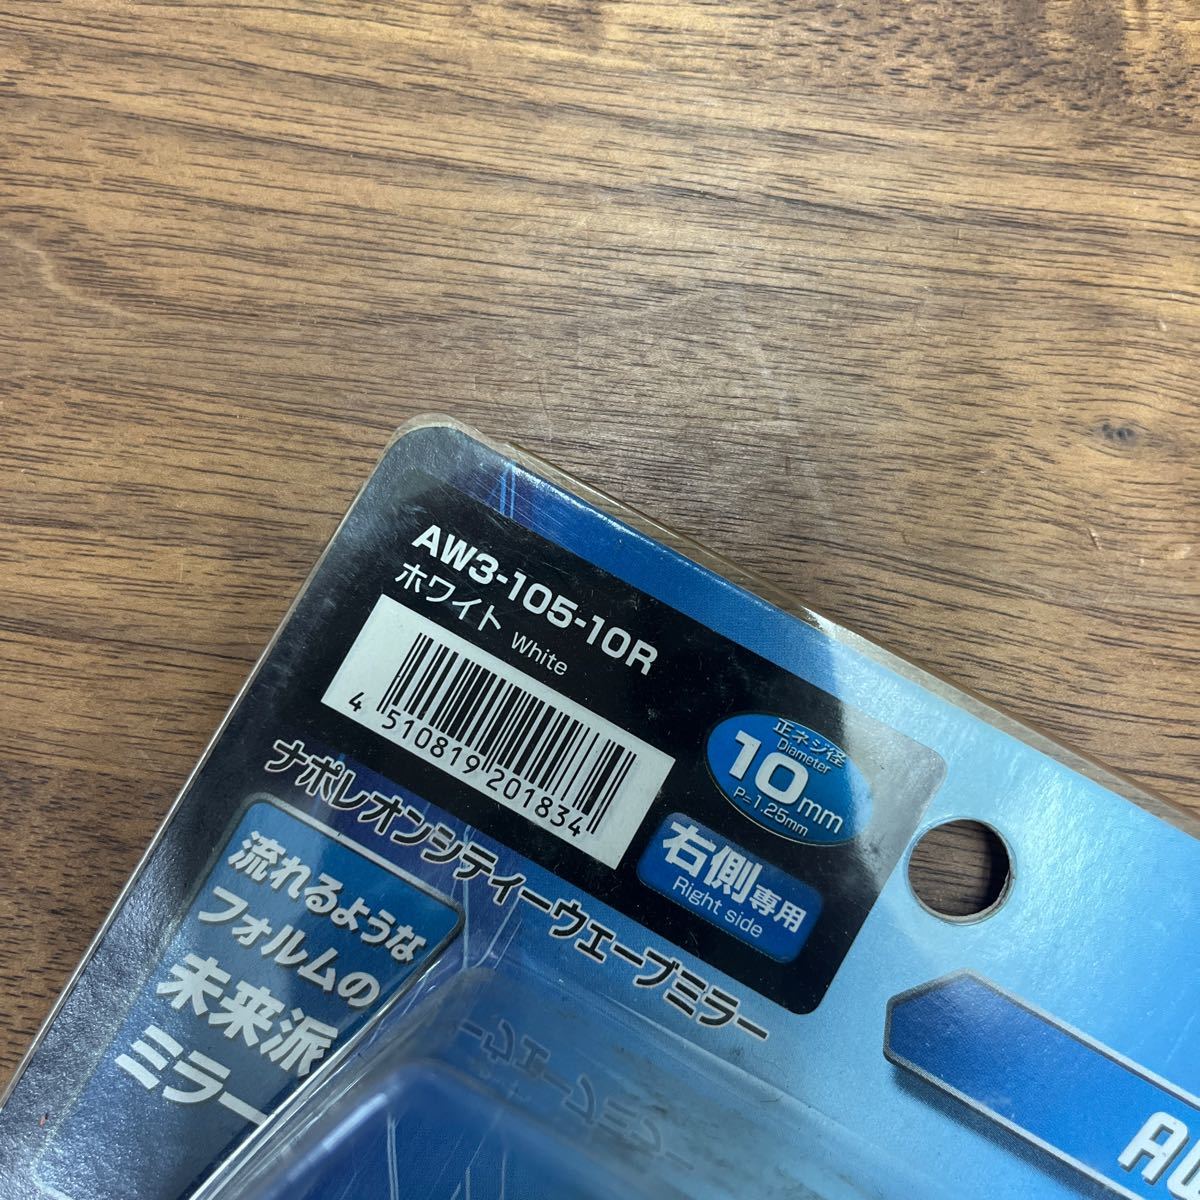 AW3-105-10R
ホワイト White
4 510819 201834
正ネジ径
Diameter
10mm
P=1.25mm
右側専用
Right side
ナポレオンシティーウエーブミラー
流れるような
フォルムの
未来派
ミラー